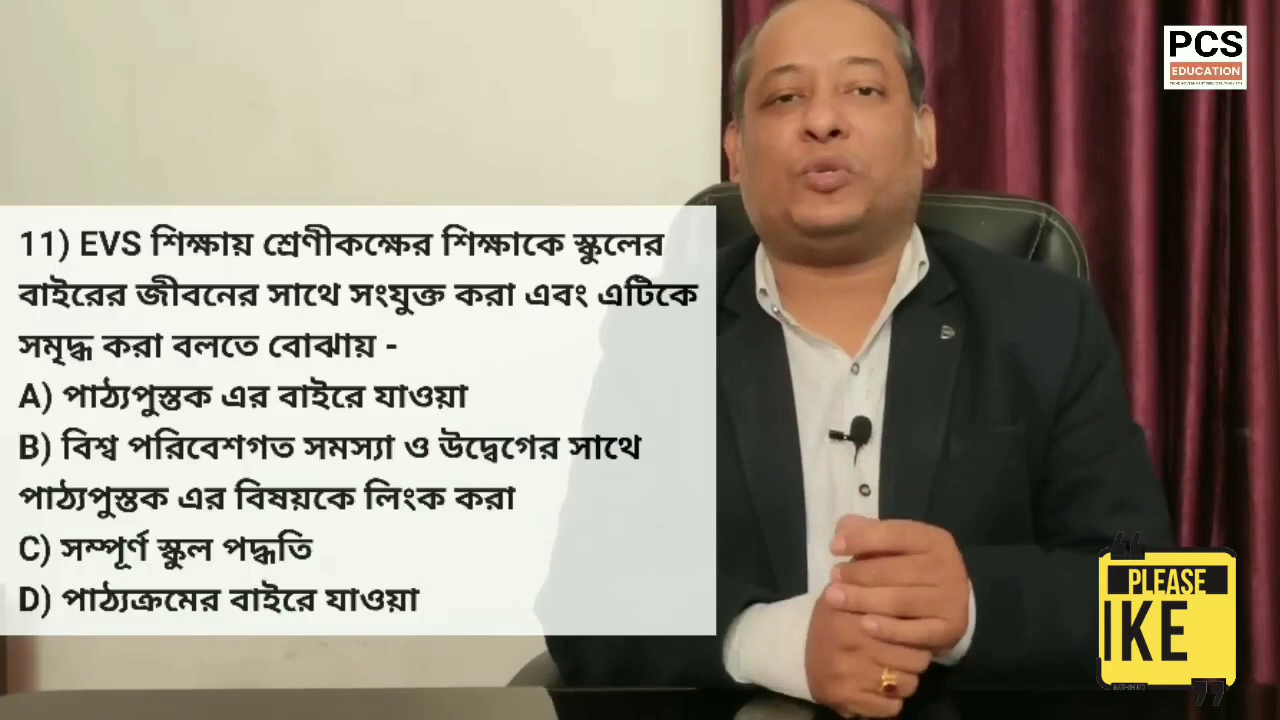 11) EVS শিক্ষায় শ্রেণীকক্ষের শিক্ষাকে স্কুলের
বাইরের জীবনের সাথে সংযুক্ত করা এবং এটিকে
সমৃদ্ধ করা বলতে বোঝায় -
A) পাঠ্যপুস্তক এর বাইরে যাওয়া
B) বিশ্ব পরিবেশগত সমস্যা ও উদ্বেগের সাথে
পাঠ্যপুস্তক এর বিষয়কে লিংক করা
C) সম্পূর্ণ স্কুল পদ্ধতি
D) পাঠ্যক্রমের বাইরে যাওয়া
PCS
EDUCATION
PLEASE
IKE